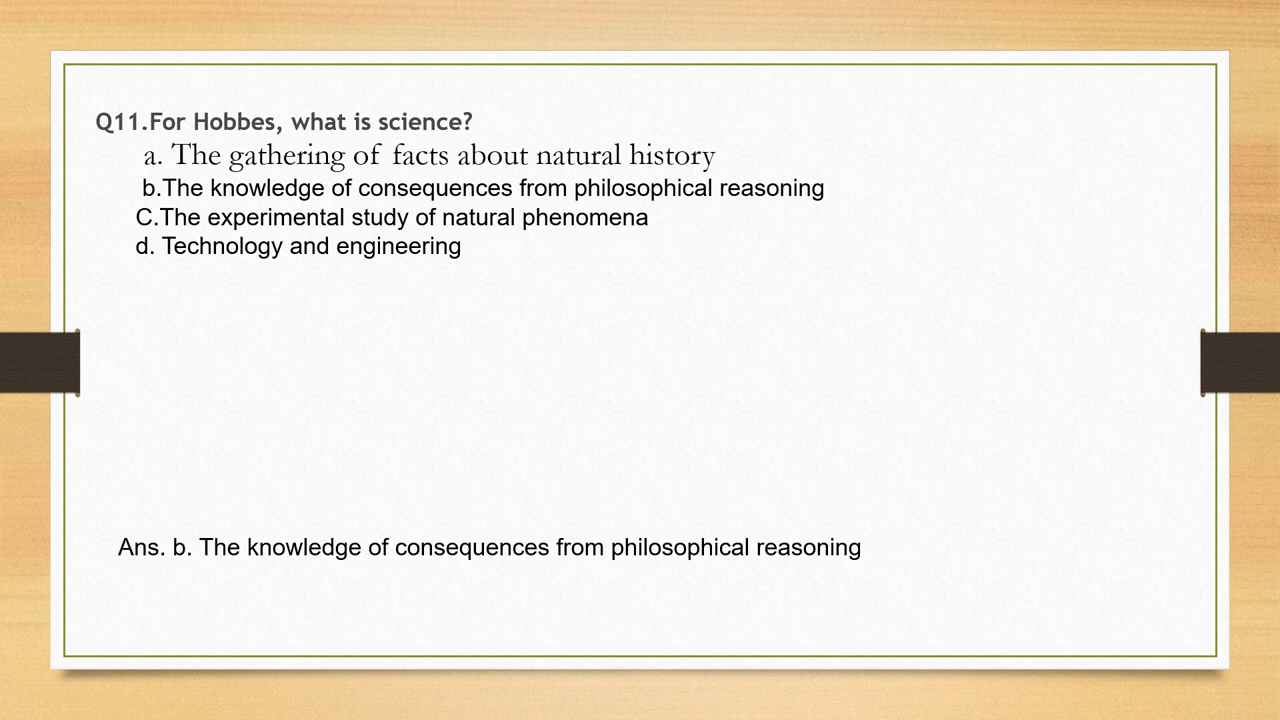 Q11.For Hobbes, what is science?
a. The gathering of facts about natural history
b.The knowledge of consequences from philosophical reasoning
C.The experimental study of natural phenomena
d. Technology and engineering
Ans. b. The knowledge of consequences from philosophical reasoning